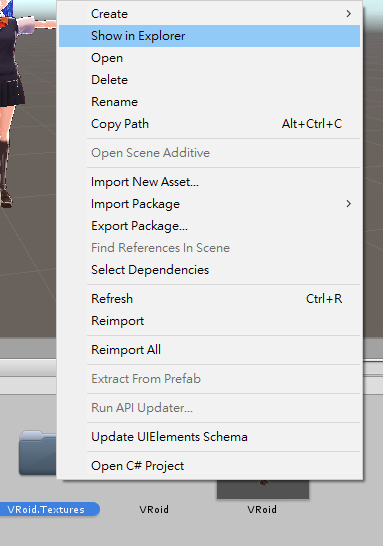 Create
Show in Explorer
Open
Delete
Rename
Copy Path Alt+Ctrl+C
Open Scene Additive
Import New Asset...
Import Package
Export Package...
Find References In Scene
Select Dependencies
Refresh Ctrl+R
Reimport
Reimport All
Extract From Prefab
Run API Updater...
Update UIElements Schema
Open C# Project
VRoid.Textures VRoid VRoid